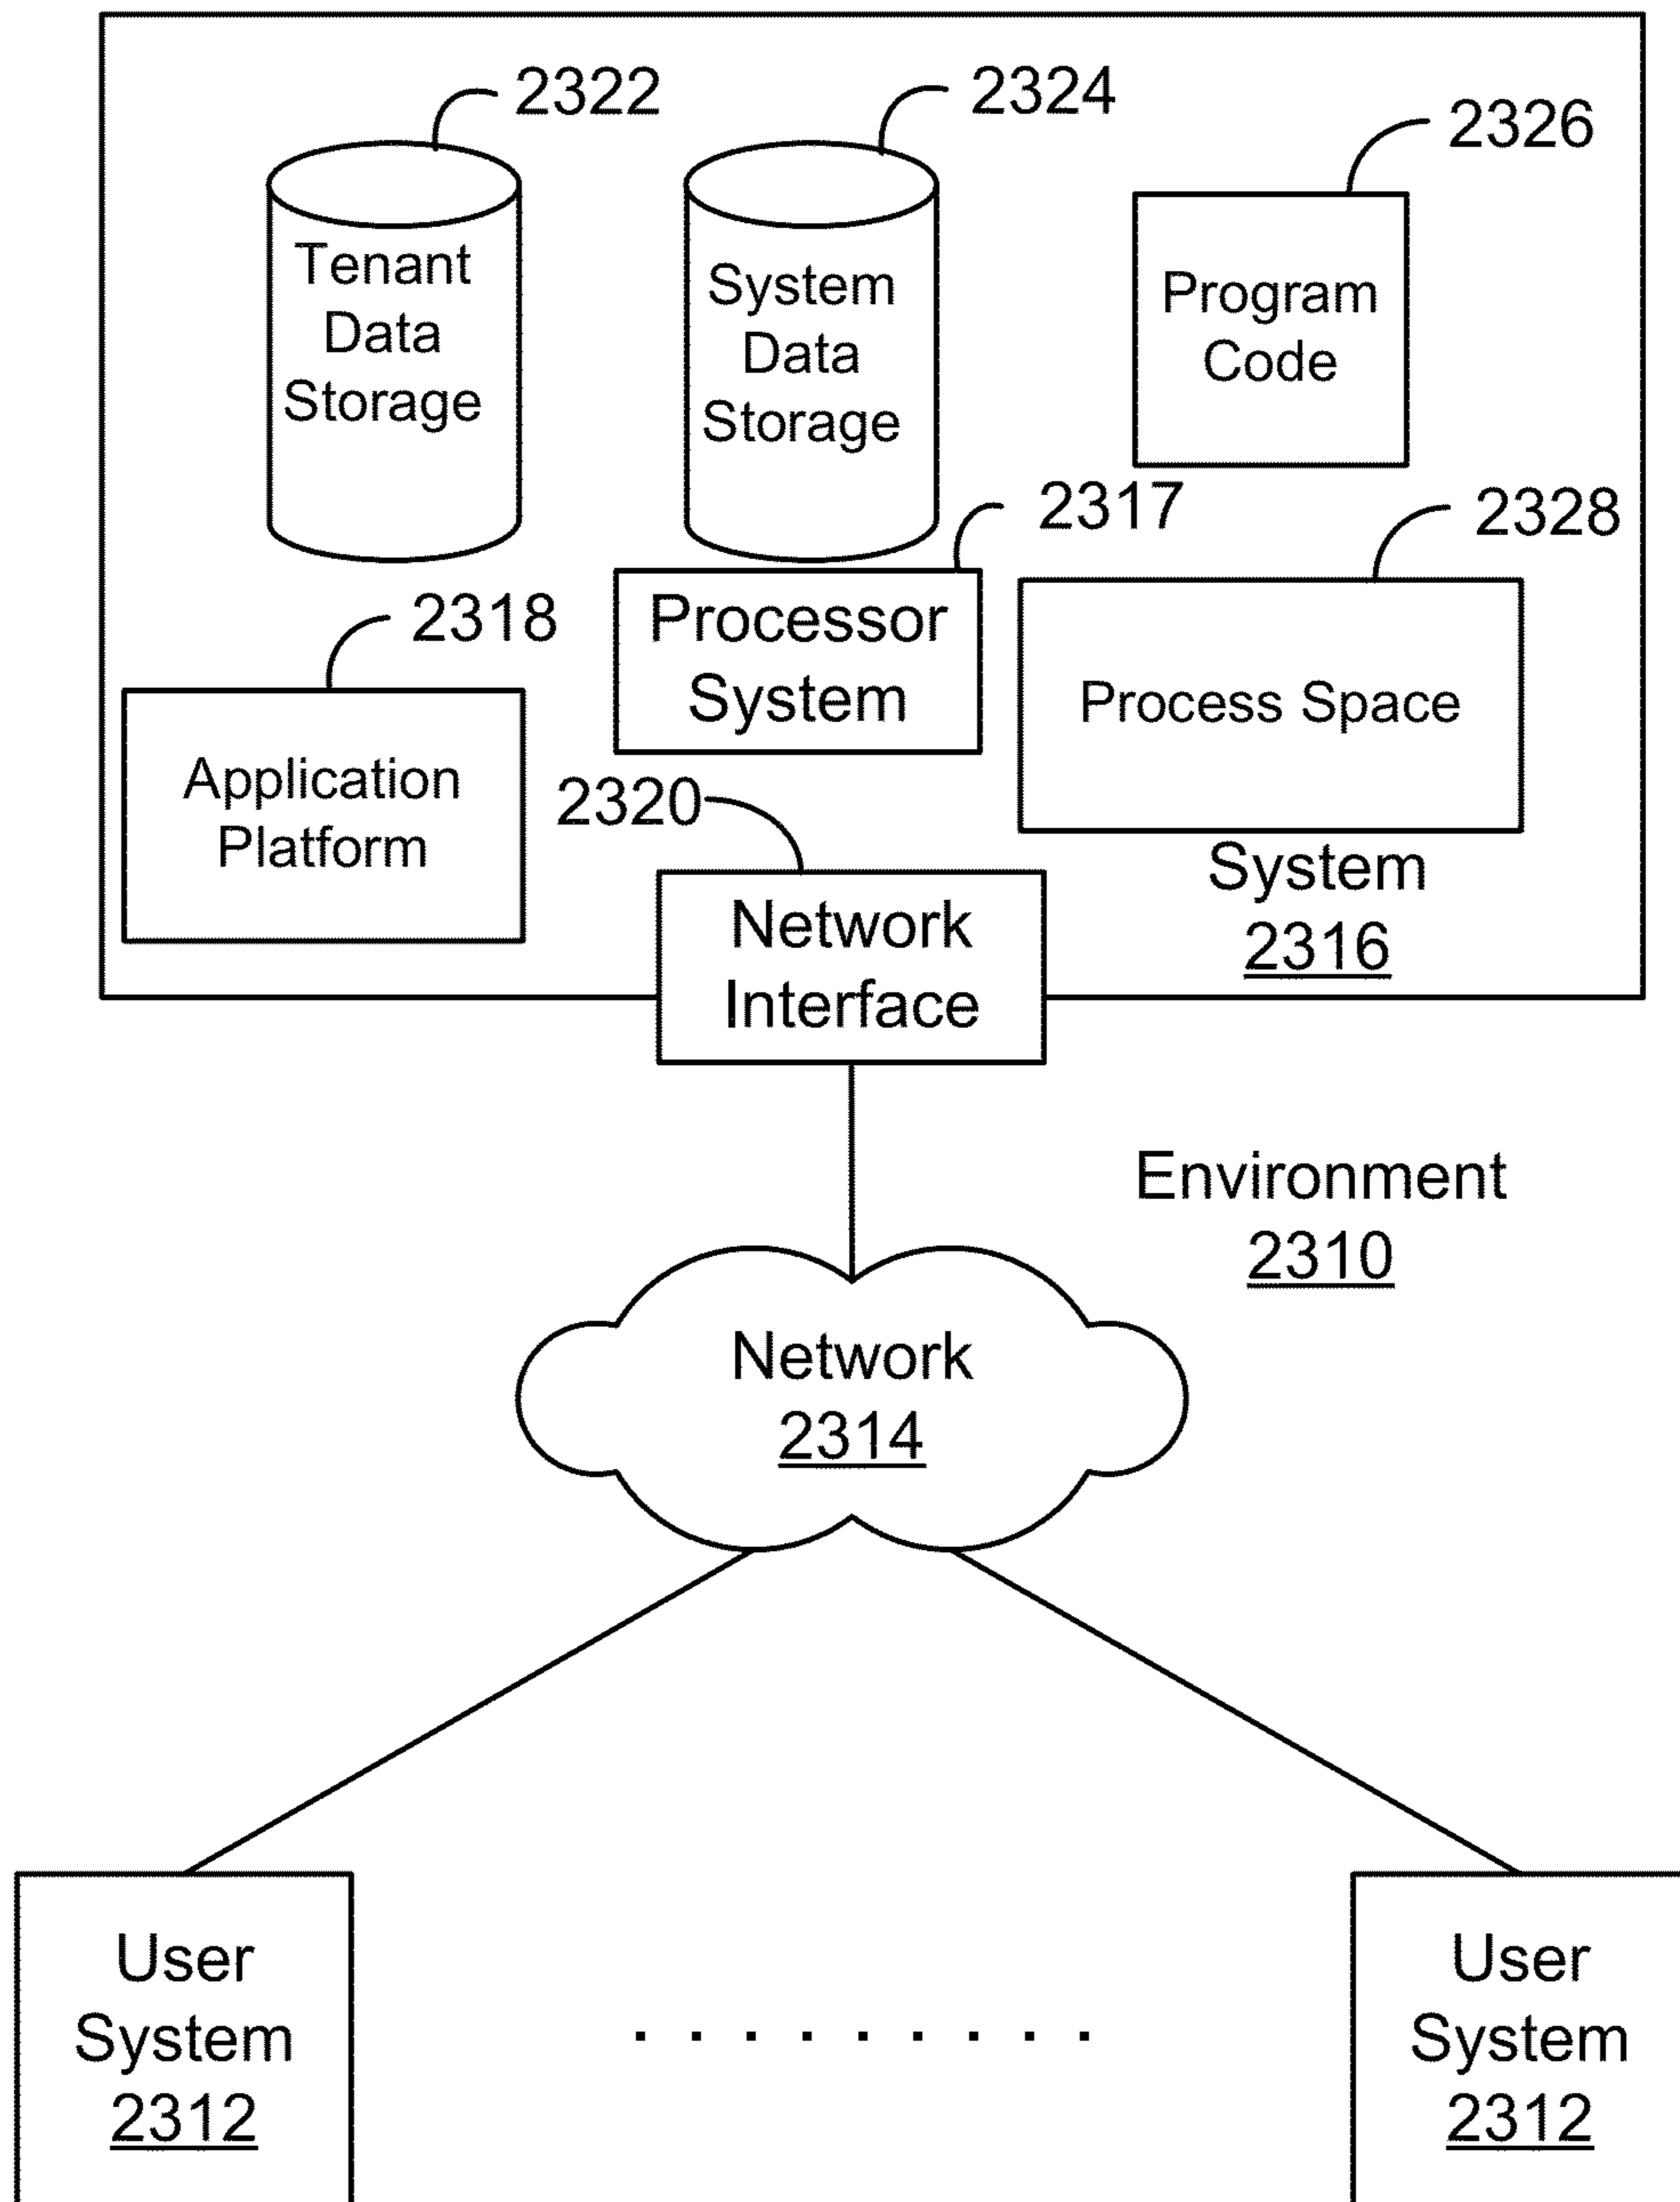 2322
2324
2326
Tenant
Data
Storage
System
Data
Storage
Program
Code
2317
2328
2318
Processor
System
Process Space
Application
Platform
2320
System
2316
Network
Interface
Environment
2310
Network
2314
User
System
2312
. . . . . . . . .
User
System
2312